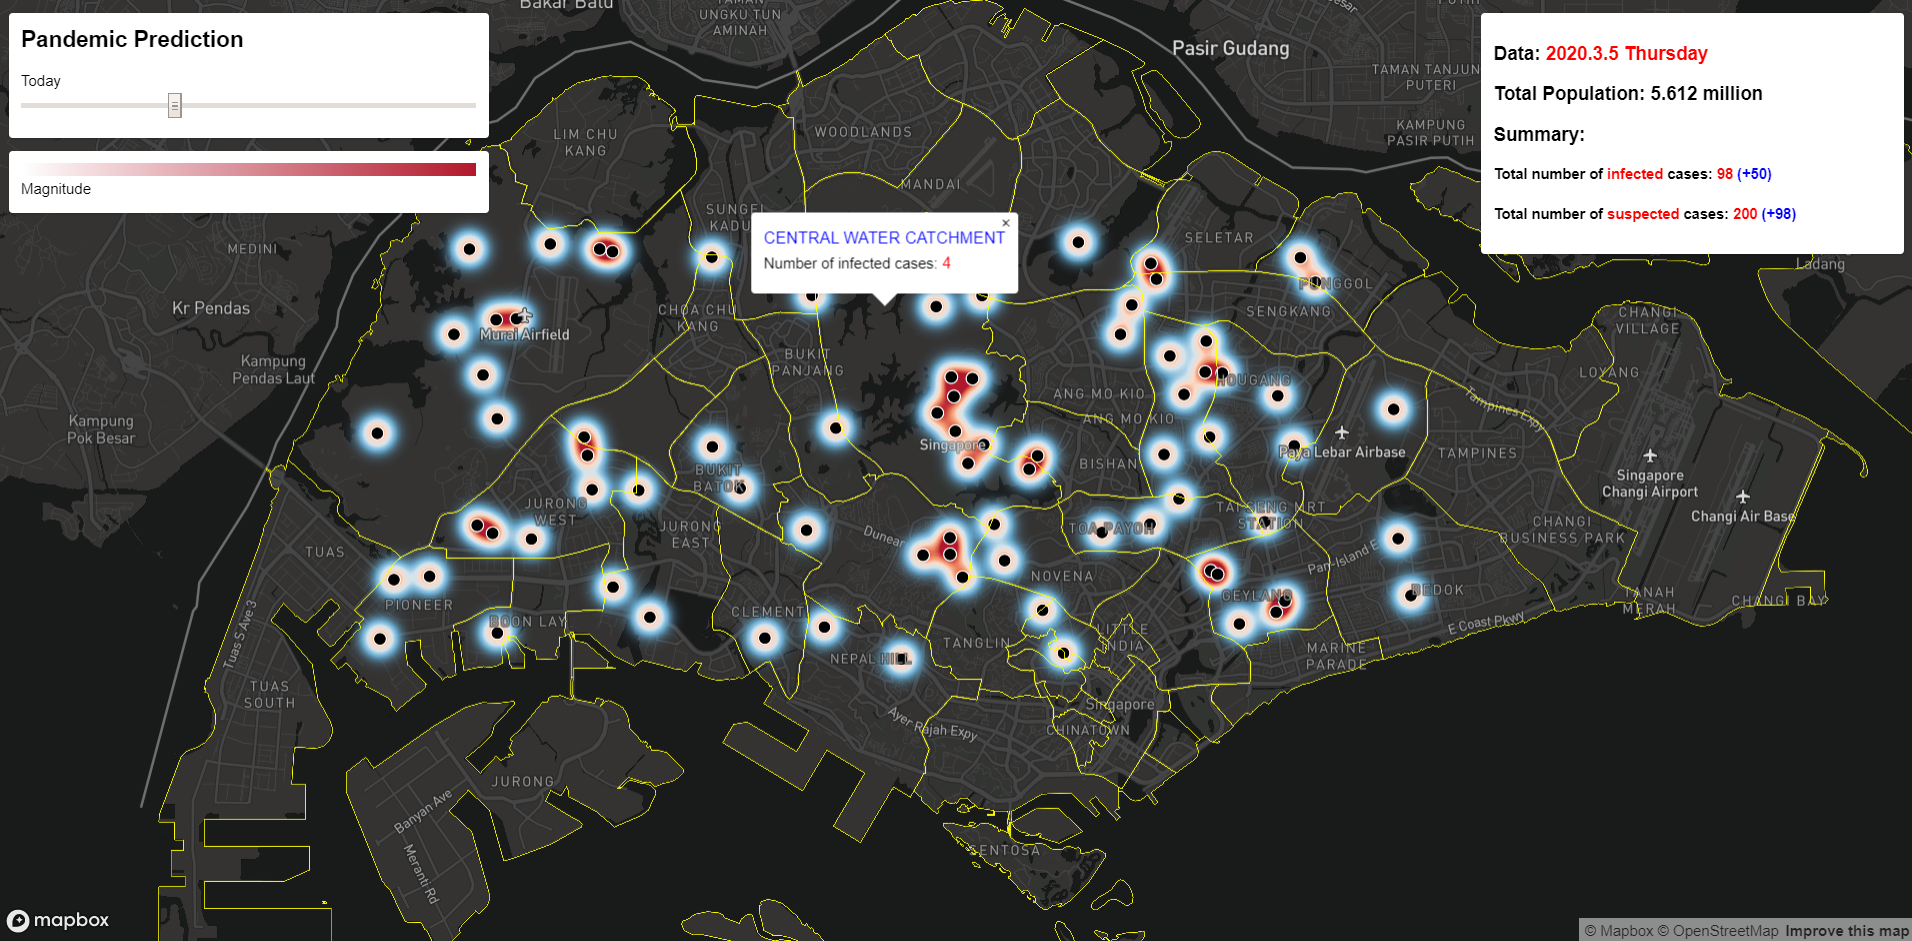 Pandemic Prediction
Today
Magnitude
Data: 2020.3.5 Thursday
Total Population: 5.612 million
Summary:
Total number of infected cases: 98 (+50)
Total number of suspected cases: 200 (+98)
CENTRAL WATER CATCHMENT
×
Number of infected cases: 4
Bakar Batu
TAMAN
UNGKU TUN
AMINAH
Pasir Gudang
TAMAN TANJUN
PUTERI
KAMPUNG
PASIR PUTIH
Ladang
LIM CHU
KANG
WOODLANDS
MANDAI
SUNGEI
KADU
SELETAR
MEDINI
PUNGGOL
Kr Pendas
Murai Airfield
CHOA CHU
KANG
SENGKANG
CHANGI
VILLAGE
Kampung
Pendas Laut
BUKIT
PANJANG
HOUGANG
LOYANG
ANG MO KIO
ANG MO KIO
Tampines Expy
Kampung
Pok Besar
Singapore
BISHAN
Paya Lebar Airbase
TAMPINES
BUKIT
BATOK
Singapore
Changi Airport
Changi Air Base
JURONG
WEST
JURONG
EAST
Dunear
TOA PAYOH
TAI SENG MRT
STATION
CHANGI
BUSINESS PARK
TUAS
Pan-Island E
NOVENA
PIONEER
GEYLANG
BEDOK
TANAH
MERAH
CHANGI BAY
BOON LAY
CLEMENT
E Coast Pkwy
Tuas S Ave 3
TANGLIN
LITTLE
INDIA
MARINE
PARADE
NEPAL HILL
TUAS
SOUTH
Singapore
Ayer Rajah Expy
CHINATOWN
JURONG
Banyan Ave
Meranti Rd
SENTOSA
mapbox
© Mapbox © OpenStreetMap Improve this map